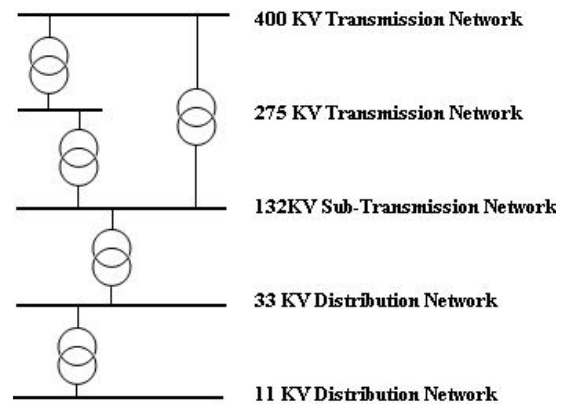 400 KV Transmission Network
275 KV Transmission Network
132KV Sub-Transmission Network
33 KV Distribution Network
11 KV Distribution Network